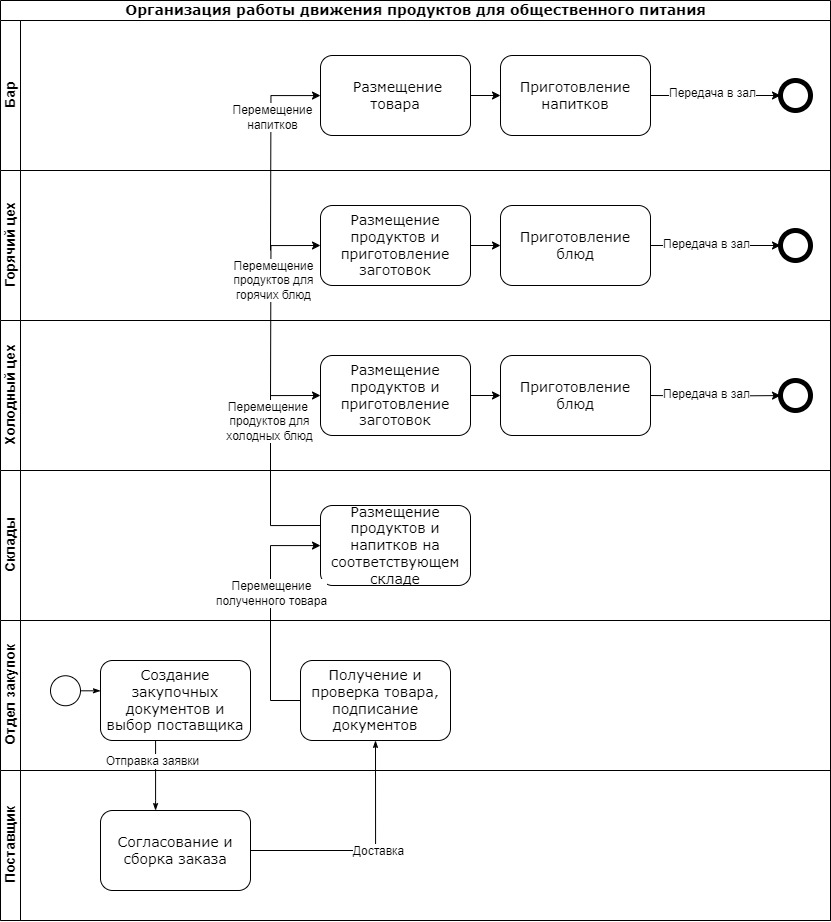 Организация работы движения продуктов для общественного питания
Бар
Размещение
товара
Приготовление
напитков
Передача в зал
Перемещение
напитков
Горячий цех
Размещение
продуктов и
приготовление
заготовок
Приготовление
блюд
Передача в зал
Перемещение
продуктов для
горячих блюд
Холодный цех
Размещение
продуктов и
приготовление
заготовок
Приготовление
блюд
Передача в зал
Перемещение
продуктов для
холодных блюд
Склады
Размещение
продуктов и
напитков на
соответствующем
складе
Перемещение
полученного товара
Отдел закупок
Создание
закупочных
документов и
выбор поставщика
Получение и
проверка товара,
подписание
документов
Отправка заявки
Поставщик
Согласование и
сборка заказа
Доставка